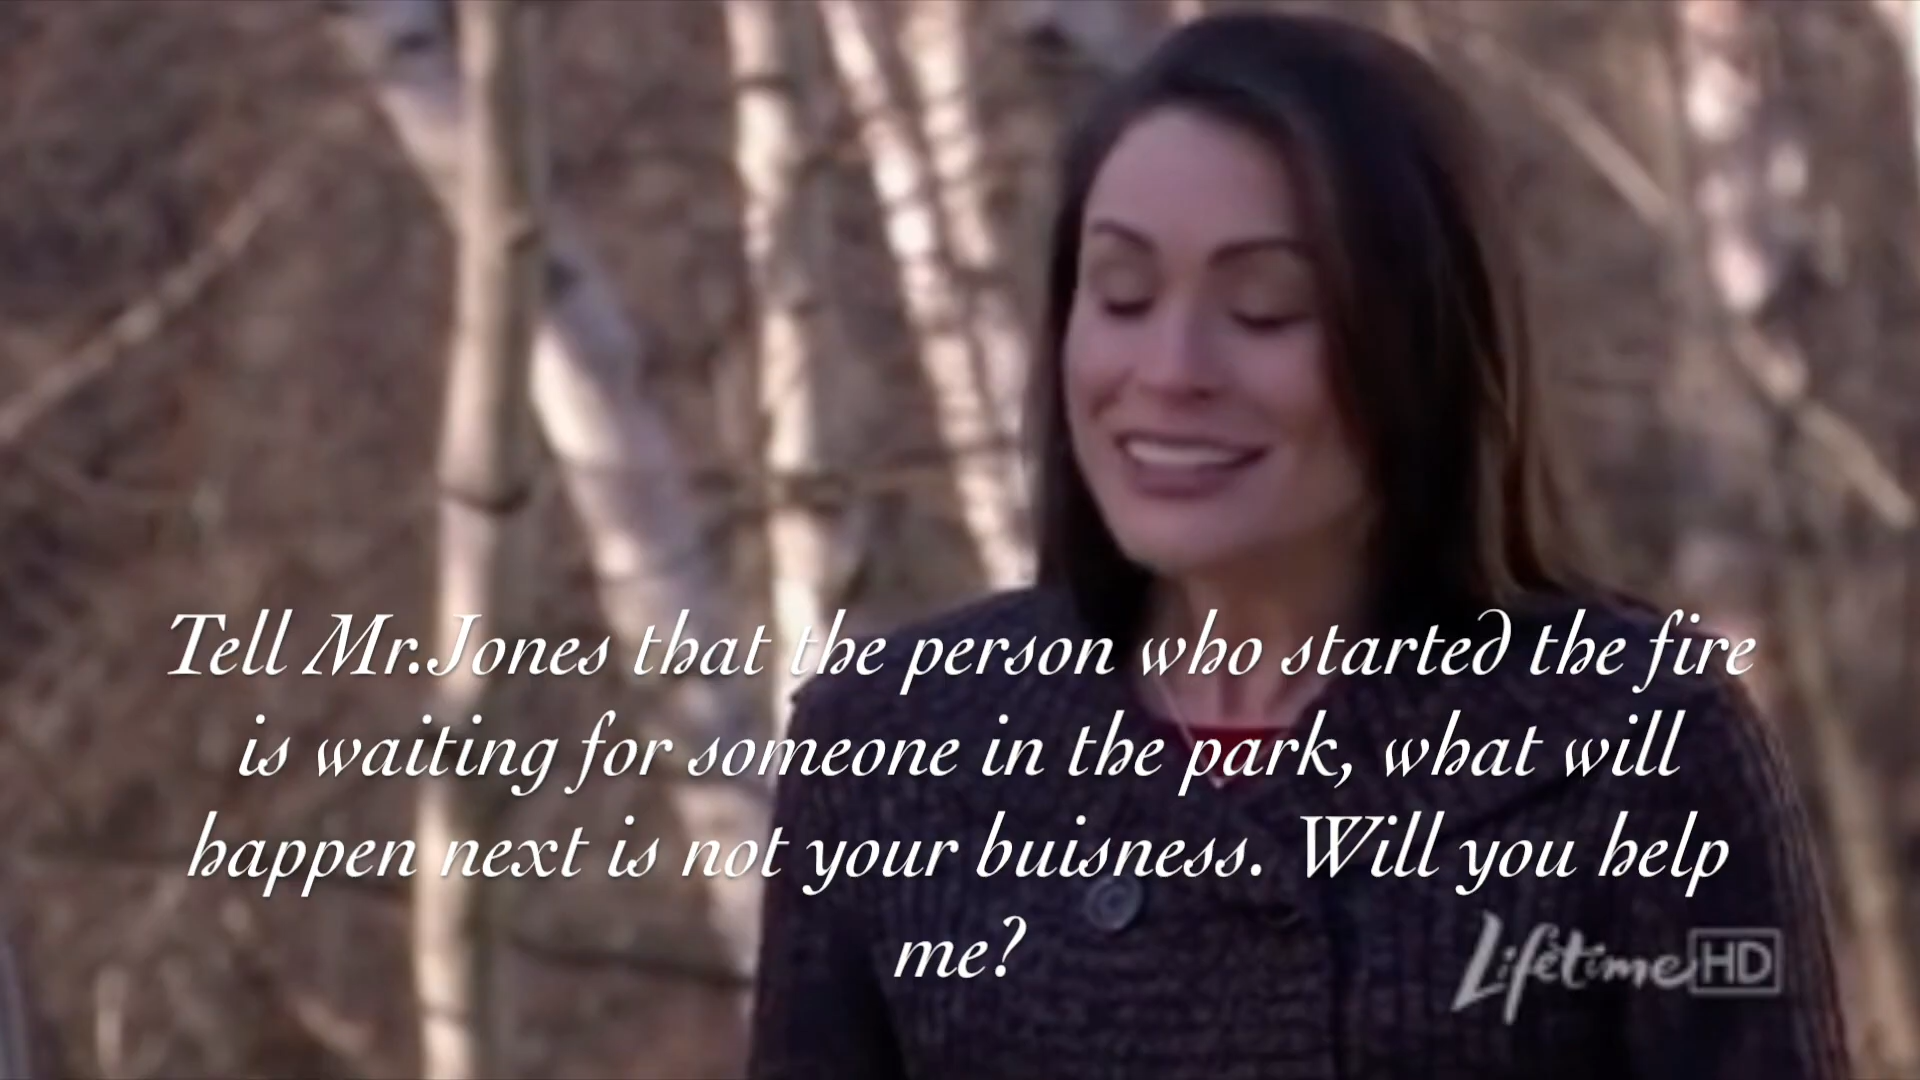 Tell Mr.Jones that the person who started the fire
is waiting for someone in the park, what will
happen next is not your buisness. Will you help
me?
Lifetime HD